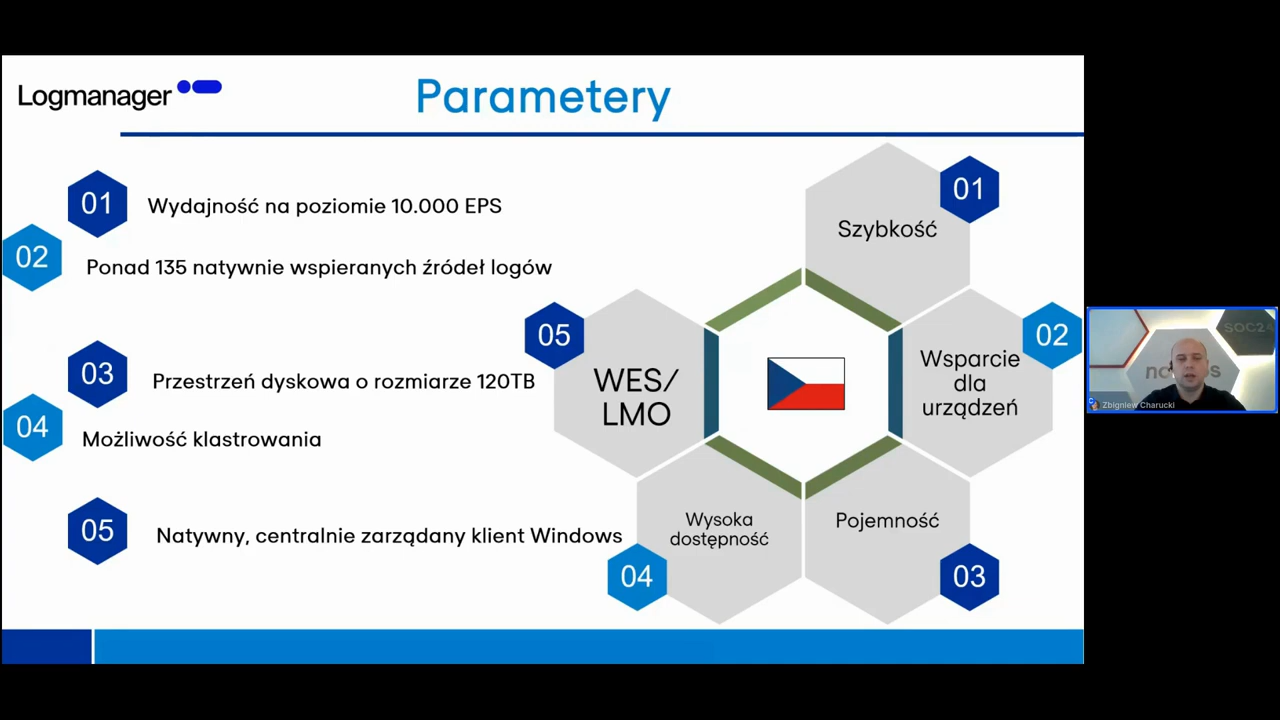 Logmanager
Parametery
01
Wydajność na poziomie 10.000 EPS
02
Ponad 135 natywnie wspieranych źródeł logów
03
Przestrzeń dyskowa o rozmiarze 120TB
04
Możliwość klastrowania
05
Natywny, centralnie zarządany klient Windows
01
Szybkość
02
Wsparcie
dla
urządzeń
03
Pojemność
04
Wysoka
dostępność
05
WES/
LMO
SOC24
Zbigniew Charucki